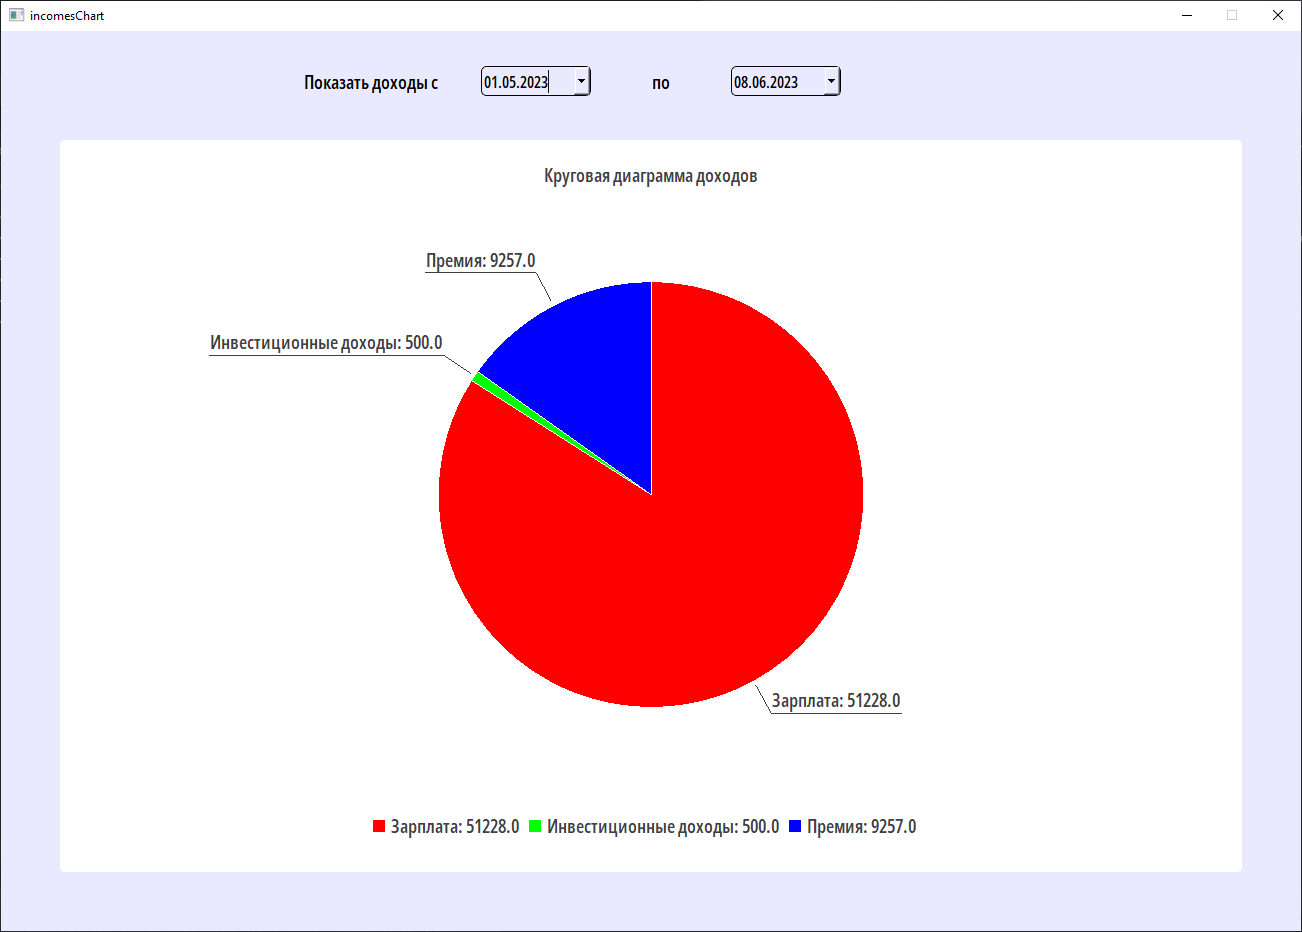 incomesChart
Показать доходы с 01.05.2023 по 08.06.2023
Круговая диаграмма доходов
Премия: 9257.0
Инвестиционные доходы: 500.0
Зарплата: 51228.0
Зарплата: 51228.0 Инвестиционные доходы: 500.0 Премия: 9257.0